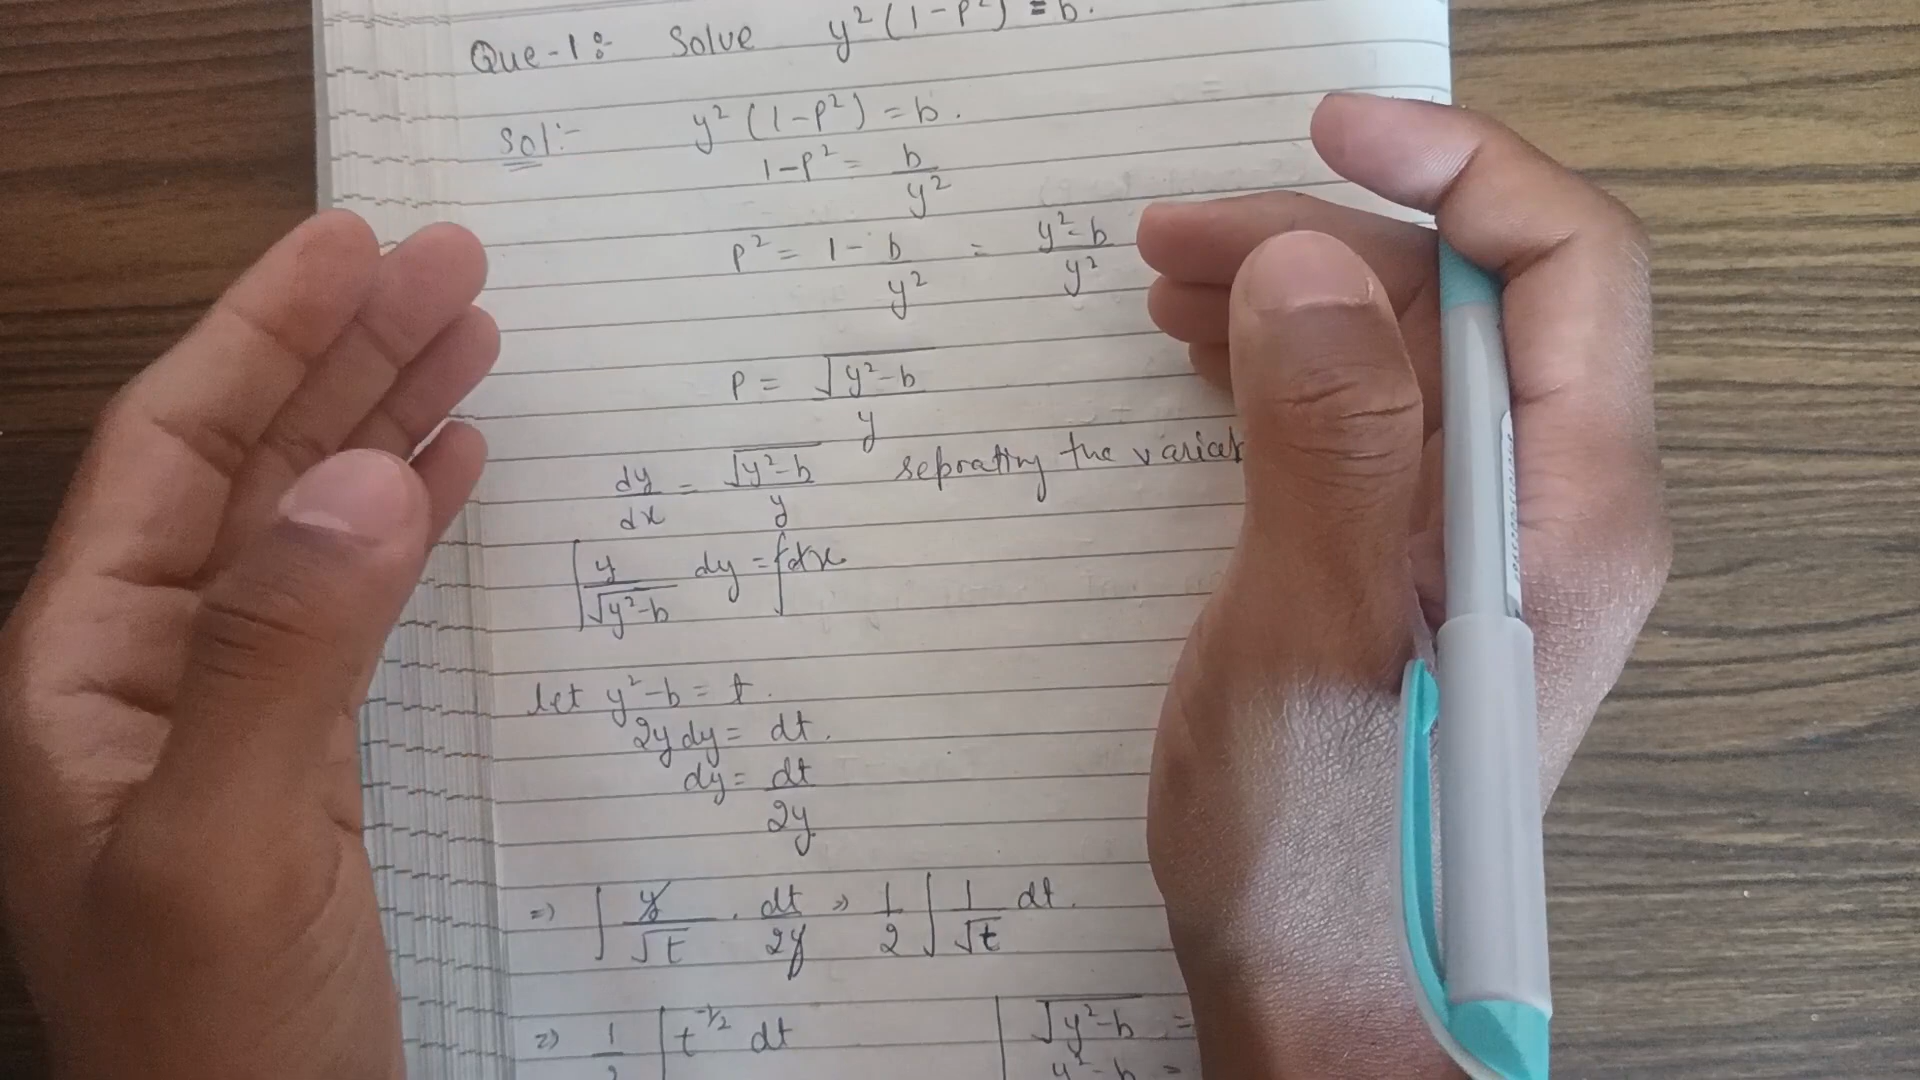 Que-1:- Solve y²(1-p²) = b.
Sol:- y²(1-p²) = b.
1-p² = b/y²
p² = 1 - b/y² = y²-b/y²
p = √y²-b/y
dy/dx = √y²-b/y seprating the
∫ y/√y²-b dy = ∫dx
let y²-b = t.
2y dy = dt.
dy = dt/2y
=> ∫ y/√t . dt/2y => 1/2 ∫ 1/√t dt.
=> 1/2 ∫ t^-1/2 dt
√y²-b =
y²-b =